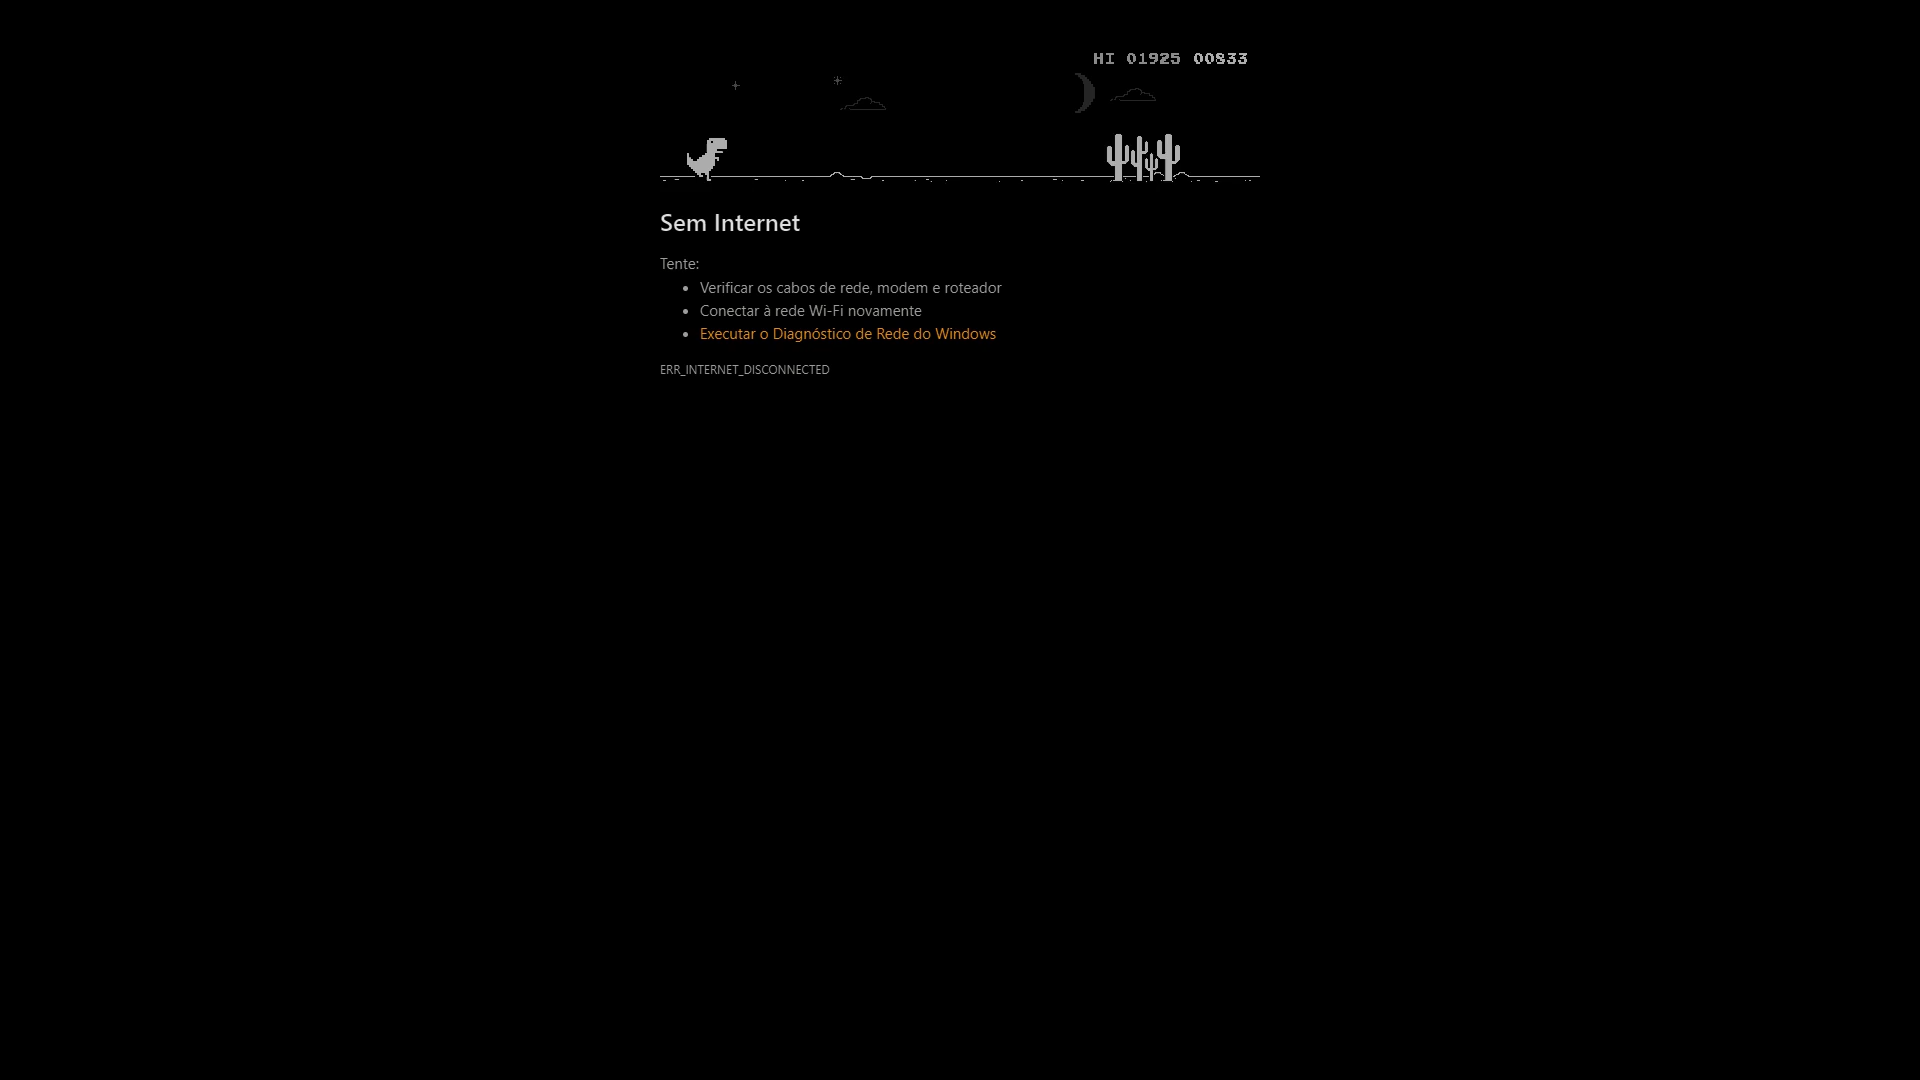 HI 01925 00833
Sem Internet
Tente:
Verificar os cabos de rede, modem e roteador
Conectar à rede Wi-Fi novamente
Executar o Diagnóstico de Rede do Windows
ERR_INTERNET_DISCONNECTED